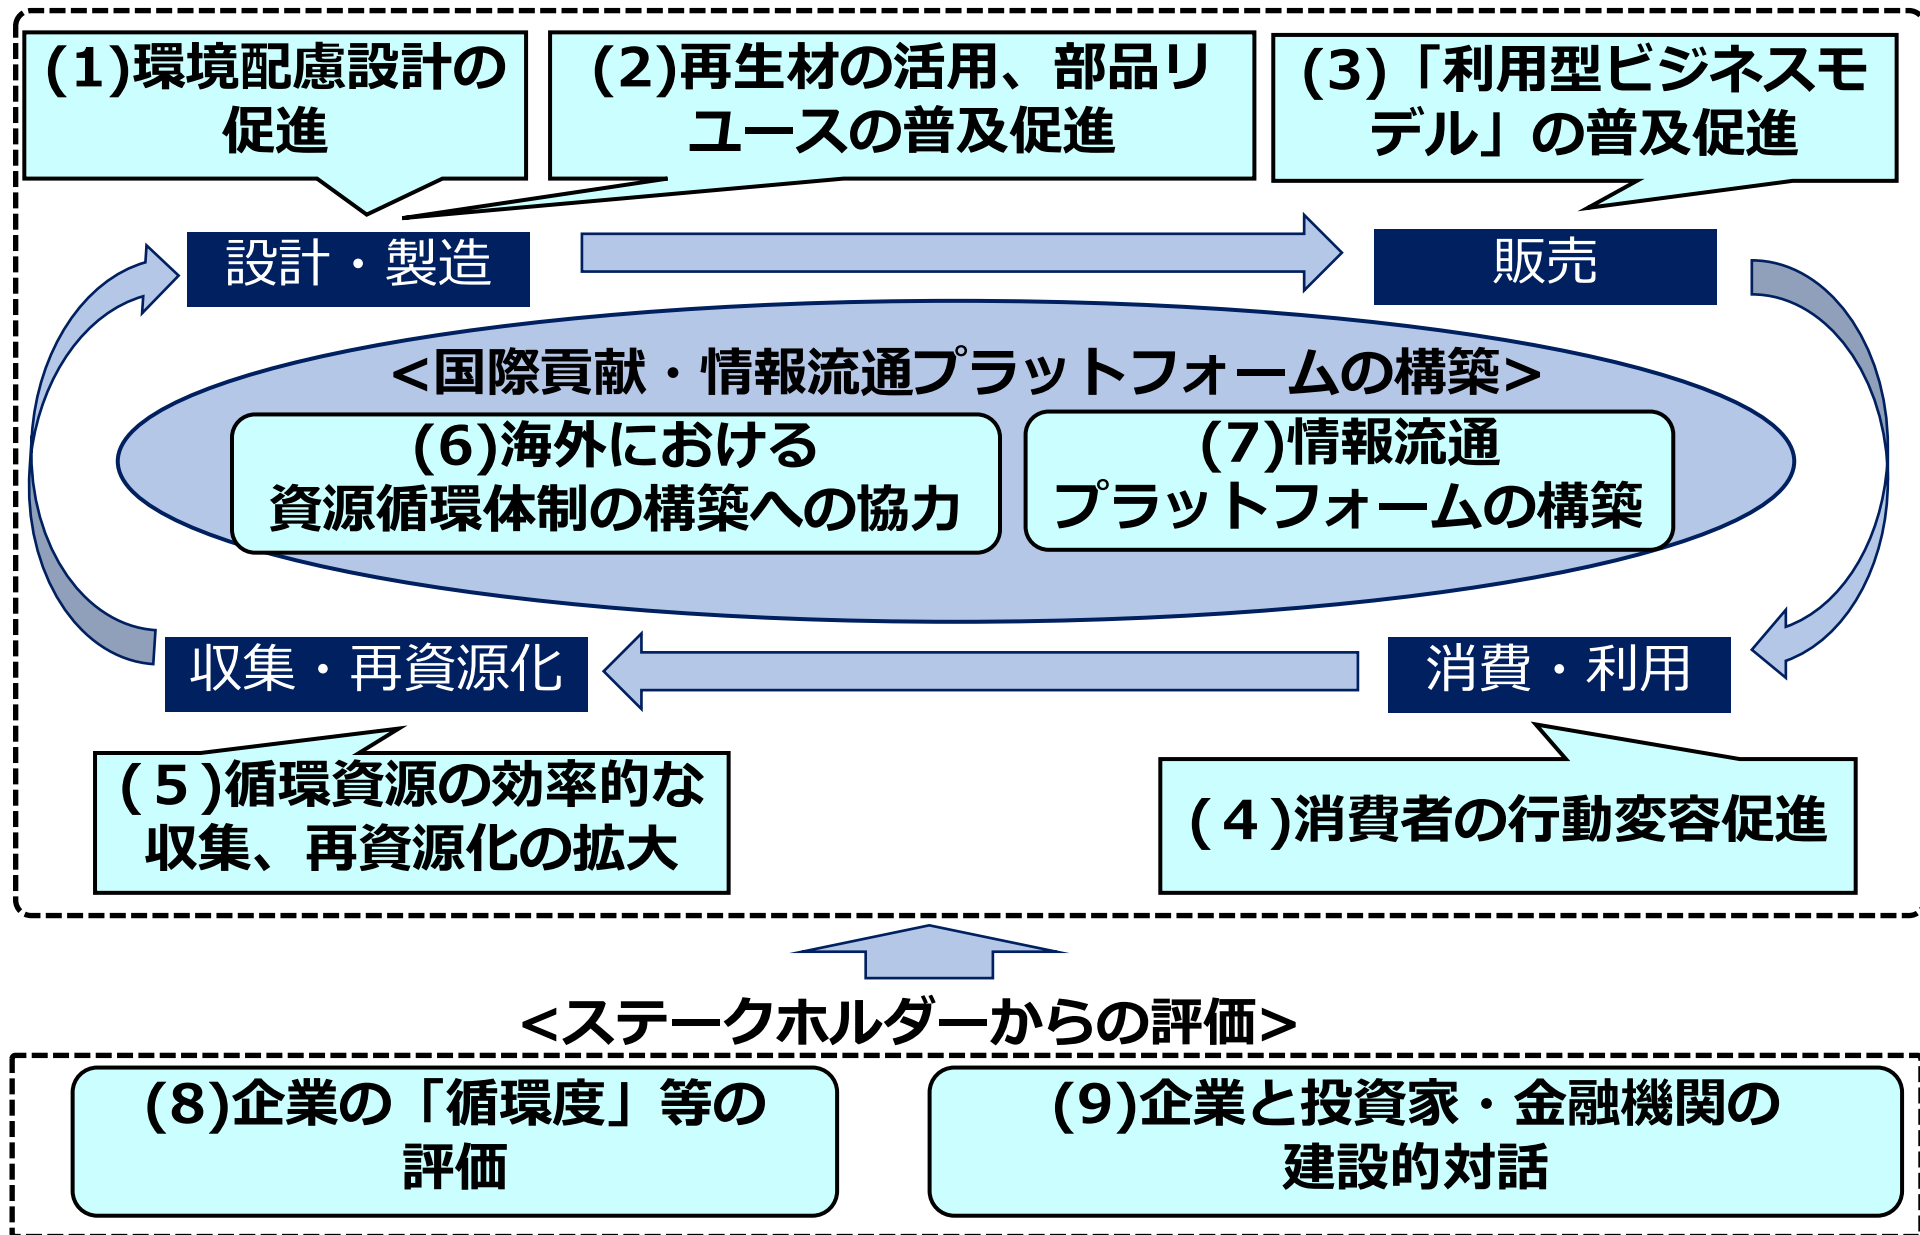 (1)環境配慮設計の
促進
(2)再生材の活用、部品リ
ユースの普及促進
(3)「利用型ビジネスモ
デル」の普及促進
設計・製造
販売
<国際貢献・情報流通プラットフォームの構築>
(6)海外における
資源循環体制の構築への協力
(7)情報流通
プラットフォームの構築
収集・再資源化
消費・利用
(５)循環資源の効率的な
収集、再資源化の拡大
(４)消費者の行動変容促進
<ステークホルダーからの評価>
(8)企業の「循環度」等の
評価
(9)企業と投資家・金融機関の
建設的対話